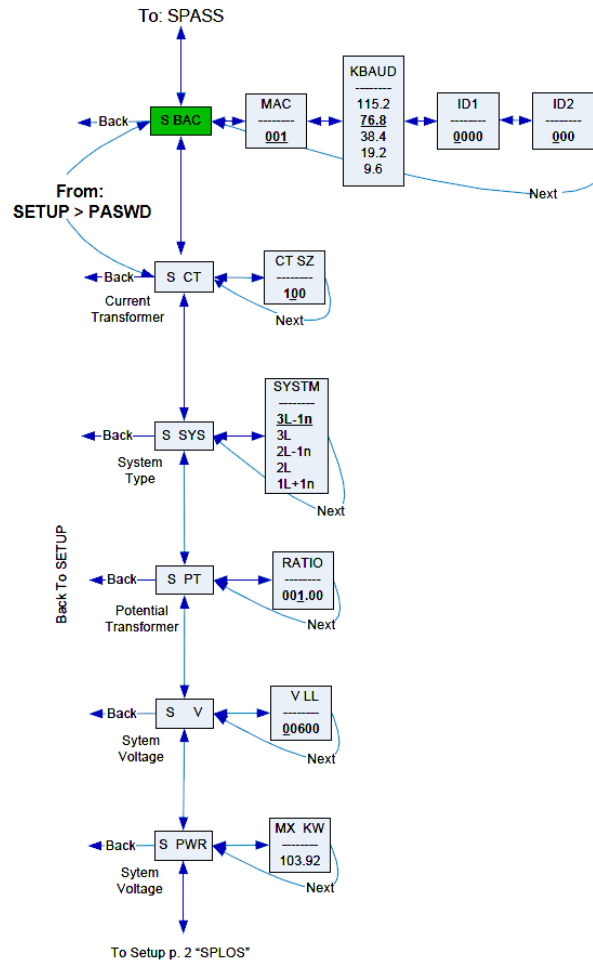 To: SPASS
Back
S BAC
MAC
--------
001
KBAUD
--------
115.2
76.8
38.4
19.2
9.6
ID1
--------
0000
ID2
--------
000
Next
From:
SETUP > PASWD
Back
S CT
Current
Transformer
CT SZ
--------
100
Next
Back
S SYS
System
Type
SYSTM
--------
3L-1n
3L
2L-1n
2L
1L+1n
Next
Back To SETUP
Back
S PT
Potential
Transformer
RATIO
--------
001.00
Next
Back
S V
Sytem
Voltage
V LL
--------
00600
Next
Back
S PWR
Sytem
Voltage
MX KW
--------
103.92
Next
To Setup p. 2 “SPLOS”